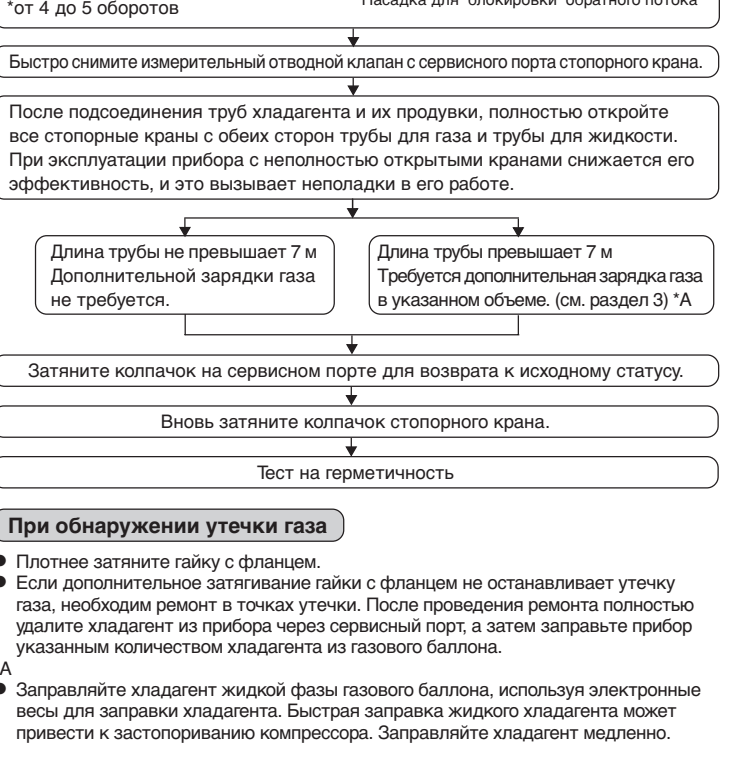 *от 4 до 5 оборотов
Насадка для блокировки обратного потока
Быстро снимите измерительный отводной клапан с сервисного порта стопорного крана.
После подсоединения труб хладагента и их продувки, полностью откройте
все стопорные краны с обеих сторон трубы для газа и трубы для жидкости.
При эксплуатации прибора с неполностью открытыми кранами снижается его
эффективность, и это вызывает неполадки в его работе.
Длина трубы не превышает 7 м
Дополнительной зарядки газа
не требуется.
Длина трубы превышает 7 м
Требуется дополнительная зарядка газа
в указанном объеме. (см. раздел 3) *A
Затяните колпачок на сервисном порте для возврата к исходному статусу.
Вновь затяните колпачок стопорного крана.
Тест на герметичность
При обнаружении утечки газа
● Плотнее затяните гайку с фланцем.
● Если дополнительное затягивание гайки с фланцем не останавливает утечку
газа, необходим ремонт в точках утечки. После проведения ремонта полностью
удалите хладагент из прибора через сервисный порт, а затем заправьте прибор
указанным количеством хладагента из газового баллона.
A
● Заправляйте хладагент жидкой фазы газового баллона, используя электронные
весы для заправки хладагента. Быстрая заправка жидкого хладагента может
привести к застопориванию компрессора. Заправляйте хладагент медленно.